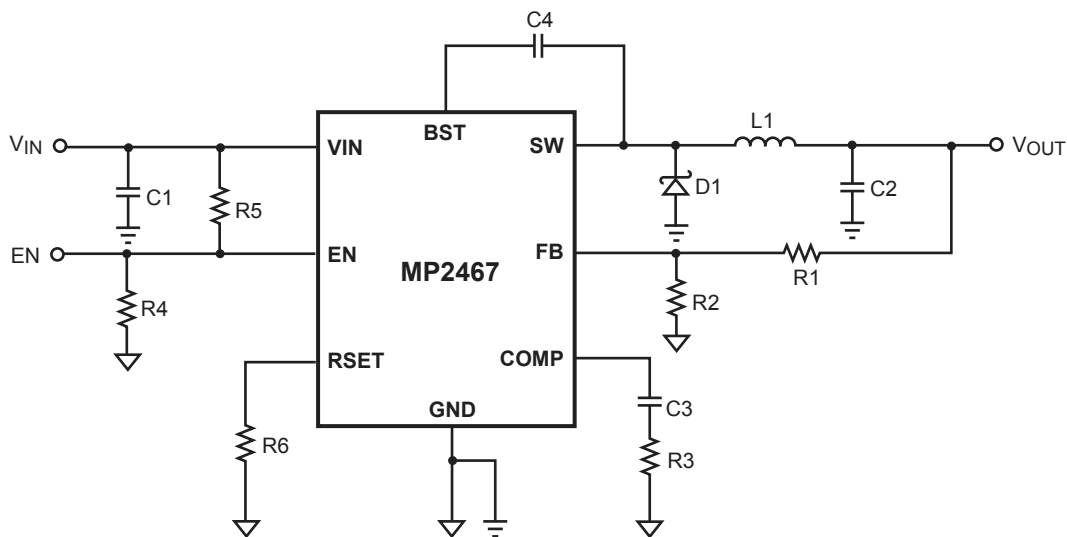 C4
L1
VIN
BST
VIN
SW
VOUT
C1
R5
D1
C2
EN
EN
FB
MP2467
R1
R4
R2
RSET
COMP
C3
GND
R6
R3